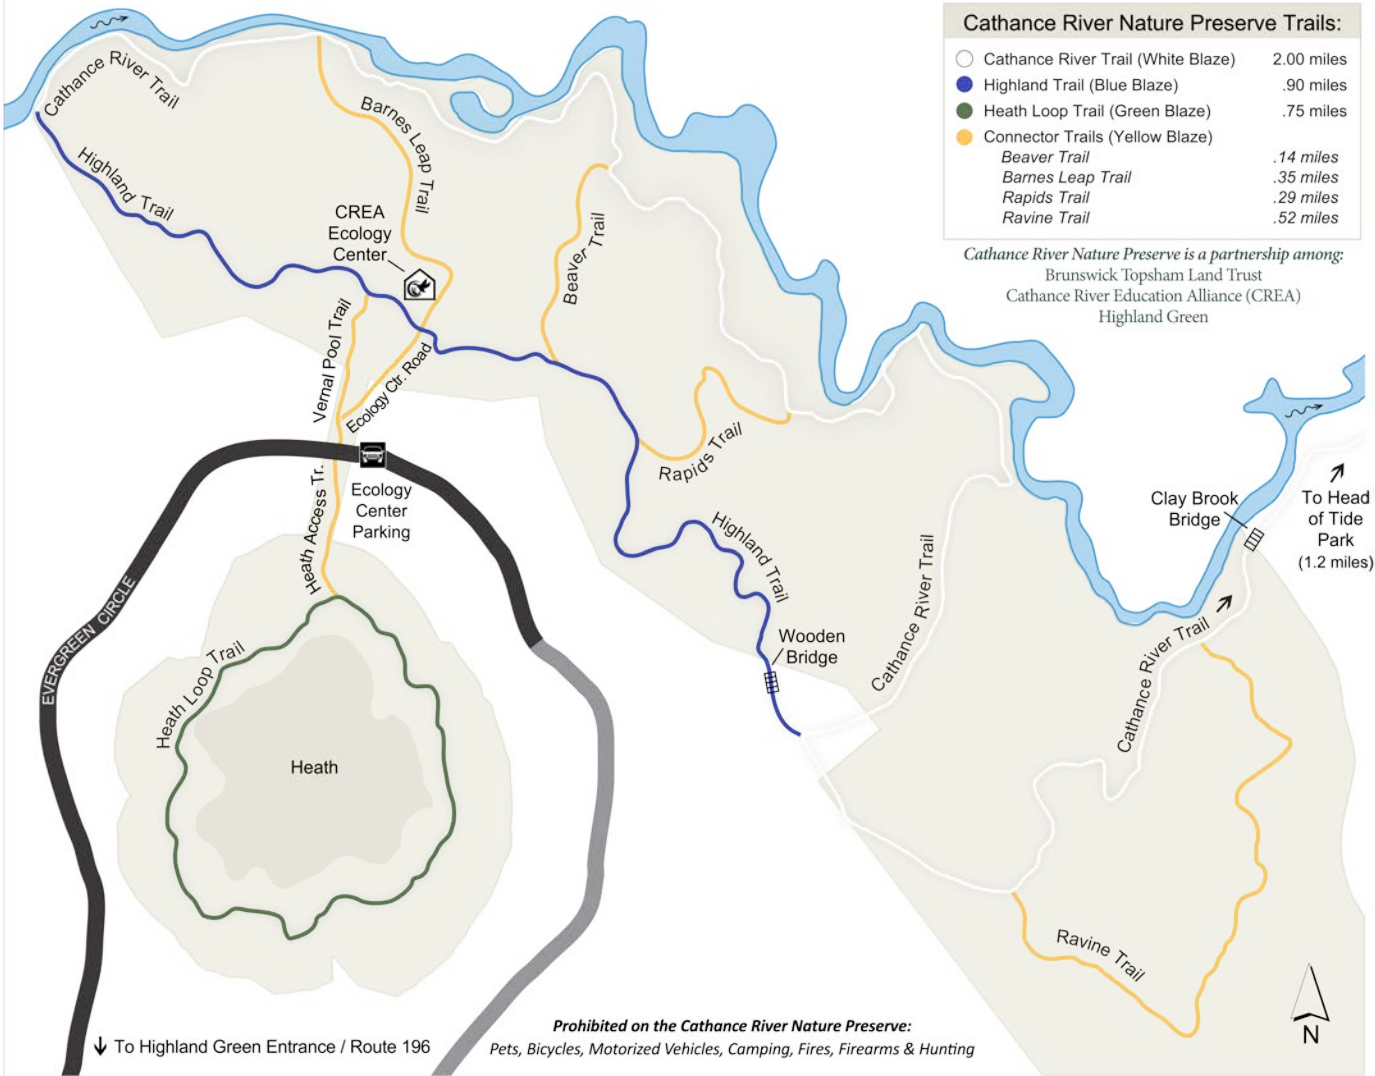 Cathance River Nature Preserve Trails:
Cathance River Trail (White Blaze) 2.00 miles
Highland Trail (Blue Blaze) .90 miles
Heath Loop Trail (Green Blaze) .75 miles
Connector Trails (Yellow Blaze)
Beaver Trail .14 miles
Barnes Leap Trail .35 miles
Rapids Trail .29 miles
Ravine Trail .52 miles
Cathance River Nature Preserve is a partnership among:
Brunswick Topsham Land Trust
Cathance River Education Alliance (CREA)
Highland Green
Cathance River Trail
Barnes Leap Trail
Highland Trail
CREA
Ecology
Center
Beaver Trail
Vernal Pool Trail
Ecology Ctr. Road
Rapids Trail
Heath Access Tr.
Ecology
Center
Parking
Highland Trail
Clay Brook
Bridge
To Head
of Tide
Park
(1.2 miles)
Cathance River Trail
EVERGREEN CIRCLE
Heath Loop Trail
Wooden
Bridge
Cathance River Trail
Heath
Ravine Trail
N
To Highland Green Entrance / Route 196
Prohibited on the Cathance River Nature Preserve:
Pets, Bicycles, Motorized Vehicles, Camping, Fires, Firearms & Hunting